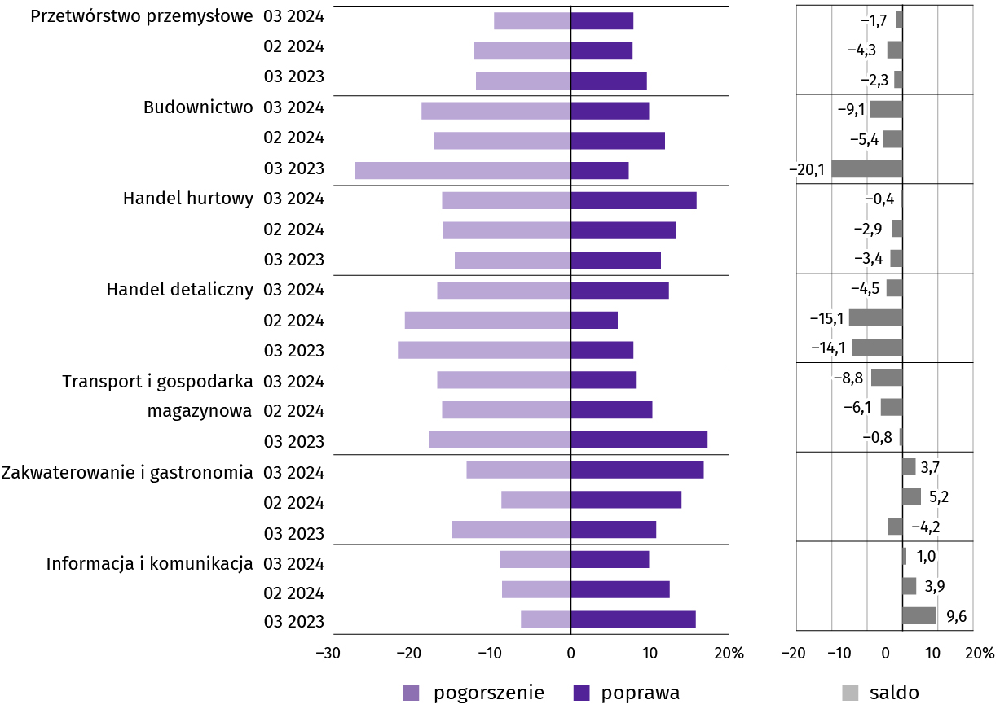 Przetwórstwo przemysłowe 03 2024 –1,7
02 2024 –4,3
03 2023 –2,3
Budownictwo 03 2024 –9,1
02 2024 –5,4
03 2023 –20,1
Handel hurtowy 03 2024 –0,4
02 2024 –2,9
03 2023 –3,4
Handel detaliczny 03 2024 –4,5
02 2024 –15,1
03 2023 –14,1
Transport i gospodarka 03 2024 –8,8
magazynowa 02 2024 –6,1
03 2023 –0,8
Zakwaterowanie i gastronomia 03 2024 3,7
02 2024 5,2
03 2023 –4,2
Informacja i komunikacja 03 2024 1,0
02 2024 3,9
03 2023 9,6
–30 –20 –10 0 10 20% –20 –10 0 10 20%
pogorszenie poprawa saldo